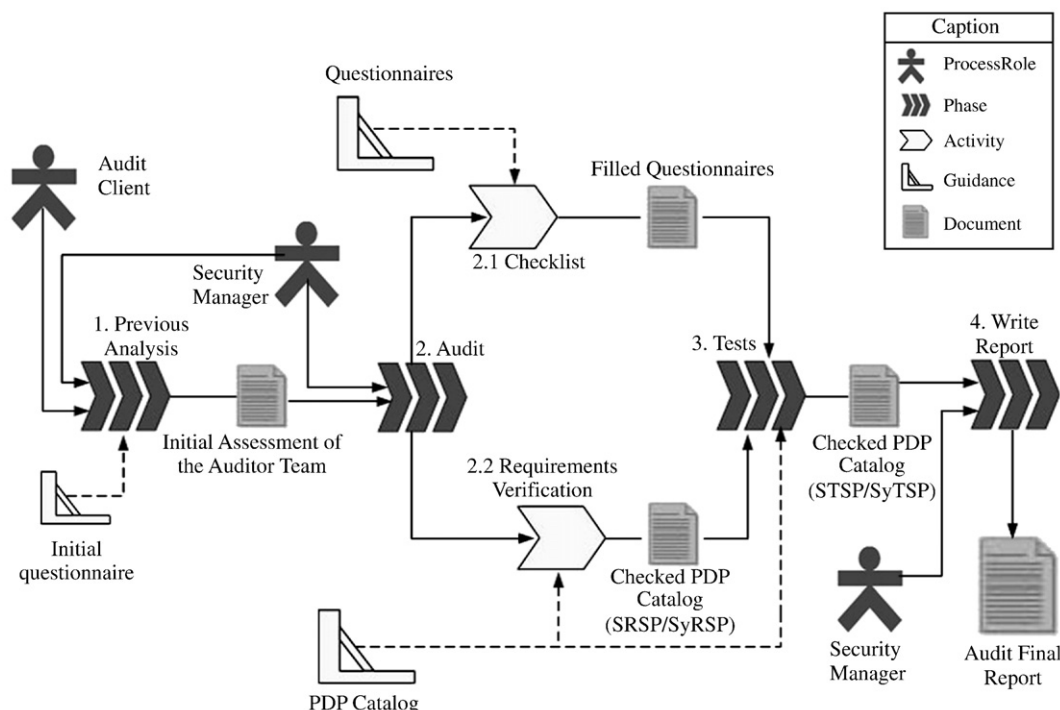 Caption
ProcessRole
Phase
Activity
Guidance
Document
Questionnaires
Audit
Client
Filled Questionnaires
2.1 Checklist
Security
Manager
1. Previous
Analysis
2. Audit
3. Tests
4. Write
Report
Initial Assessment of
the Auditor Team
2.2 Requirements
Verification
Checked PDP
Catalog
(STSP/SyTSP)
Initial
questionnaire
Checked PDP
Catalog
(SRSP/SyRSP)
Security
Manager
Audit Final
Report
PDP Catalog